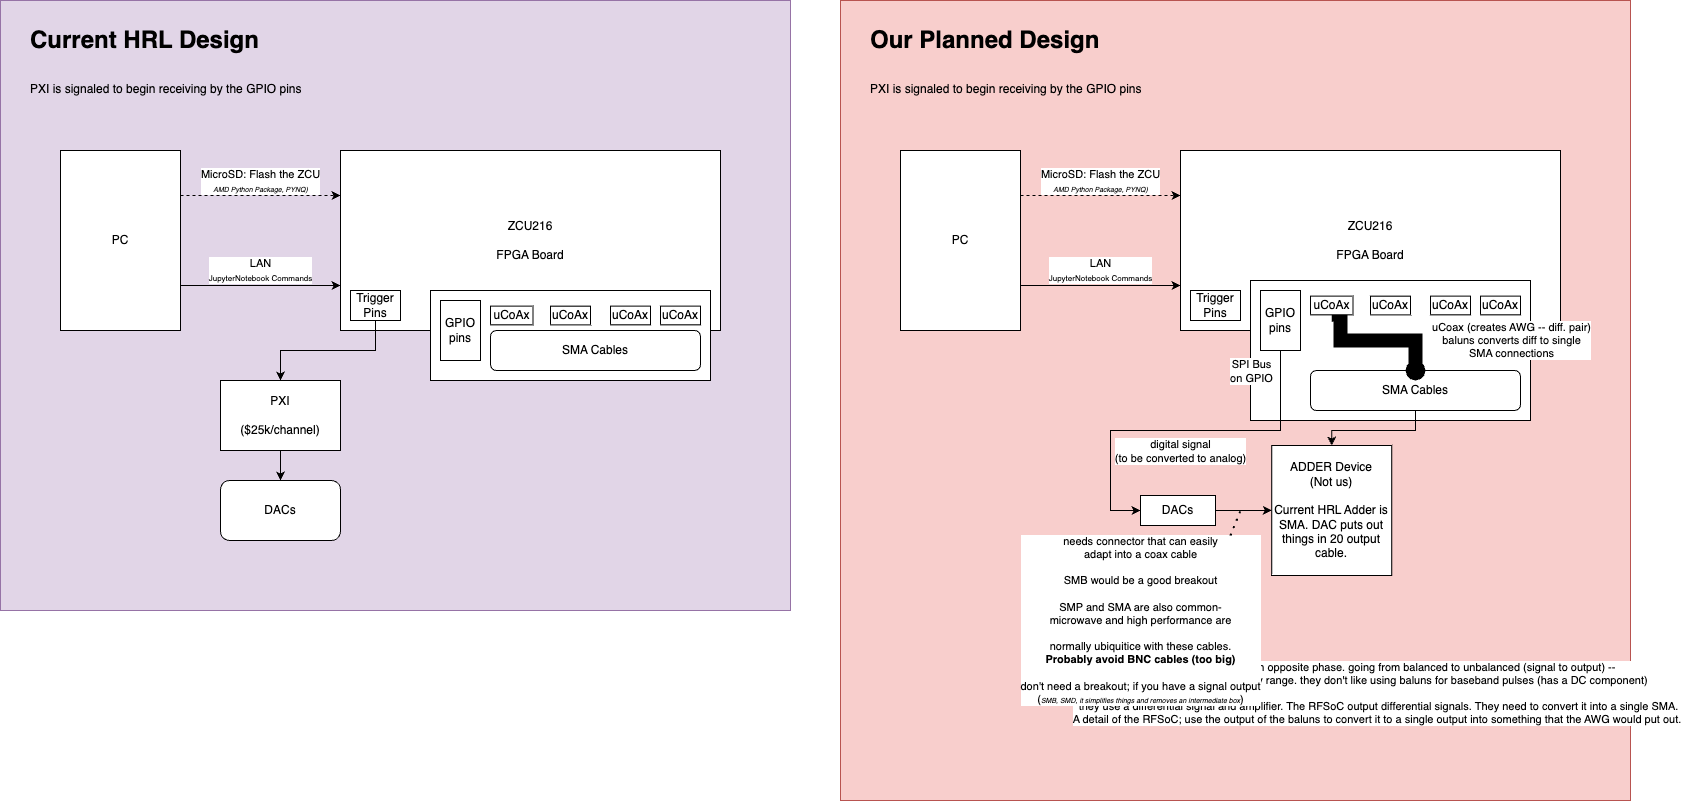 Current HRL Design
PXI is signaled to begin receiving by the GPIO pins
PC
MicroSD: Flash the ZCU
AMD Python Package, PYNQ)
LAN
JupyterNotebook Commands
ZCU216
FPGA Board
Trigger
Pins
GPIO
pins
uCoAx
uCoAx
uCoAx
uCoAx
SMA Cables
PXI
($25k/channel)
DACs
Our Planned Design
PXI is signaled to begin receiving by the GPIO pins
PC
MicroSD: Flash the ZCU
AMD Python Package, PYNQ)
LAN
JupyterNotebook Commands
ZCU216
FPGA Board
Trigger
Pins
GPIO
pins
uCoAx
uCoAx
uCoAx
uCoAx
uCoax (creates AWG -- diff. pair)
baluns converts diff to single
SMA connections
SPI Bus
on GPIO
SMA Cables
digital signal
(to be converted to analog)
DACs
ADDER Device
(Not us)
Current HRL Adder is
SMA. DAC puts out
things in 20 output
cable.
needs connector that can easily
adapt into a coax cable
SMB would be a good breakout
SMP and SMA are also common-
microwave and high performance are
normally ubiquitice with these cables.
Probably avoid BNC cables (too big)
don't need a breakout; if you have a signal output
(SMB, SMD, it simplifies things and removes an intermediate box)
opposite phase. going from balanced to unbalanced (signal to output) --
range. they don't like using baluns for baseband pulses (has a DC component)
they use a differential signal and amplifier. The RFSoC output differential signals. They need to convert it into a single SMA.
A detail of the RFSoC; use the output of the baluns to convert it to a single output into something that the AWG would put out.